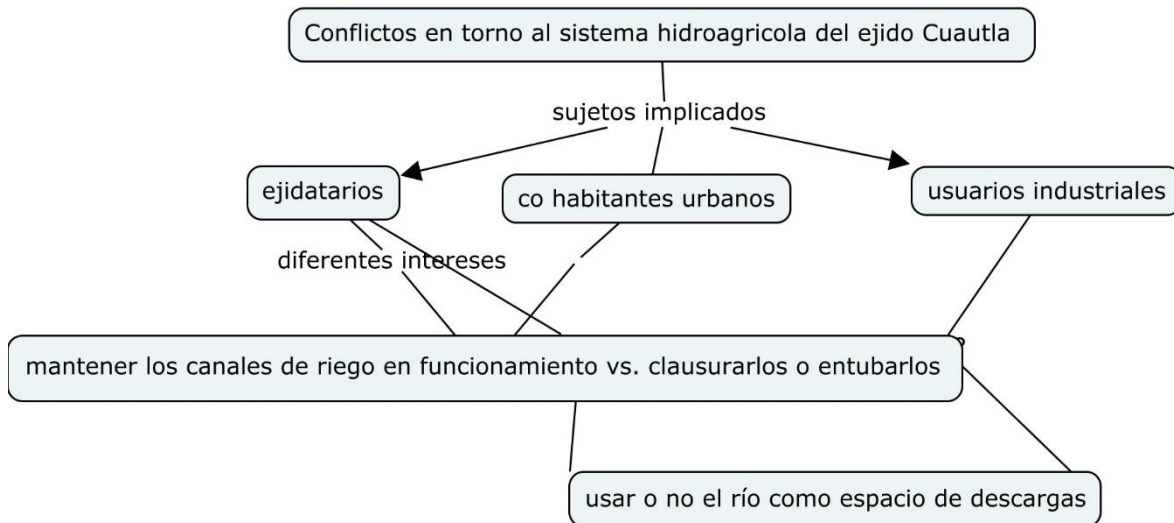 Conflictos en torno al sistema hidroagricola del ejido Cuautla
sujetos implicados
ejidatarios
co habitantes urbanos
usuarios industriales
diferentes intereses
mantener los canales de riego en funcionamiento vs. clausurarlos o entubarlos
usar o no el río como espacio de descargas